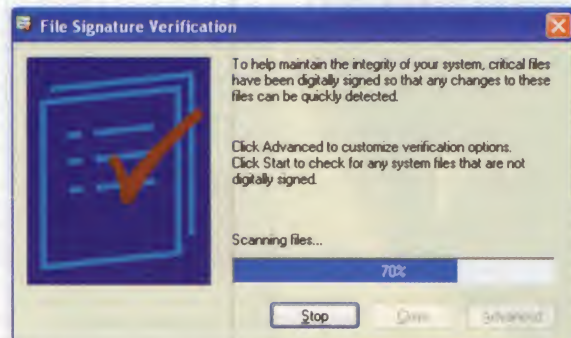 File Signature Verification
To help maintain the integrity of your system, critical files
have been digitally signed so that any changes to these
files can be quickly detected.
Click Advanced to customize verification options.
Click Start to check for any system files that are not
digitally signed.
Scanning files...
70%
Stop
Close
Advanced